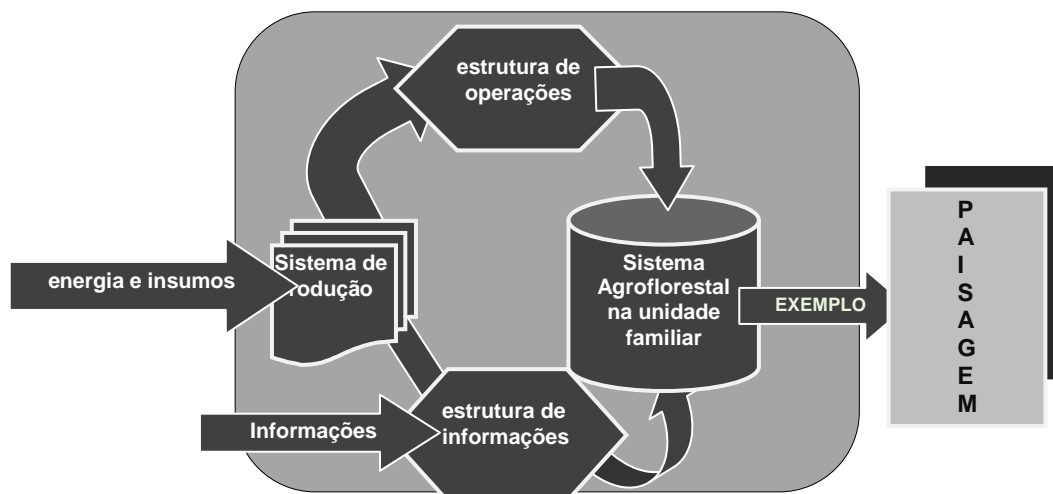 estrutura de
operações
energia e insumos
Sistema de
rodução
Sistema
Agroflorestal
na unidade
familiar
EXEMPLO
P
A
I
S
A
G
E
M
Informações
estrutura de
informações